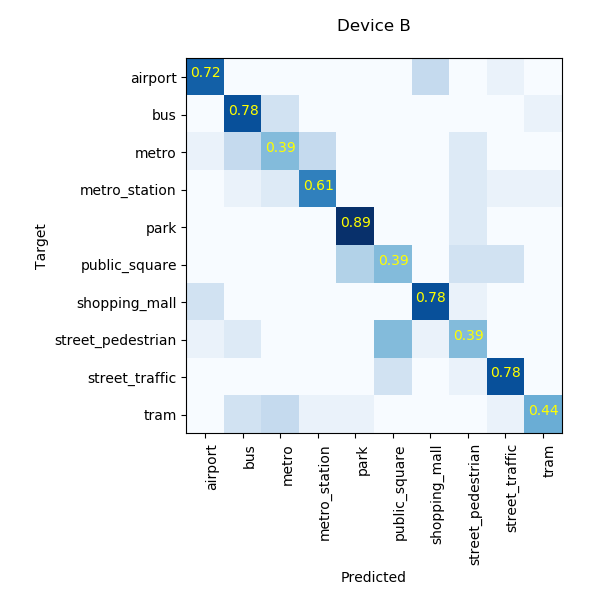 Device B
airport
bus
metro
metro_station
park
public_square
shopping_mall
street_pedestrian
street_traffic
tram
Target
0.72
0.78
0.39
0.61
0.89
0.39
0.78
0.39
0.78
0.44
airport
bus
metro
metro_station
park
public_square
shopping_mall
street_pedestrian
street_traffic
tram
Predicted